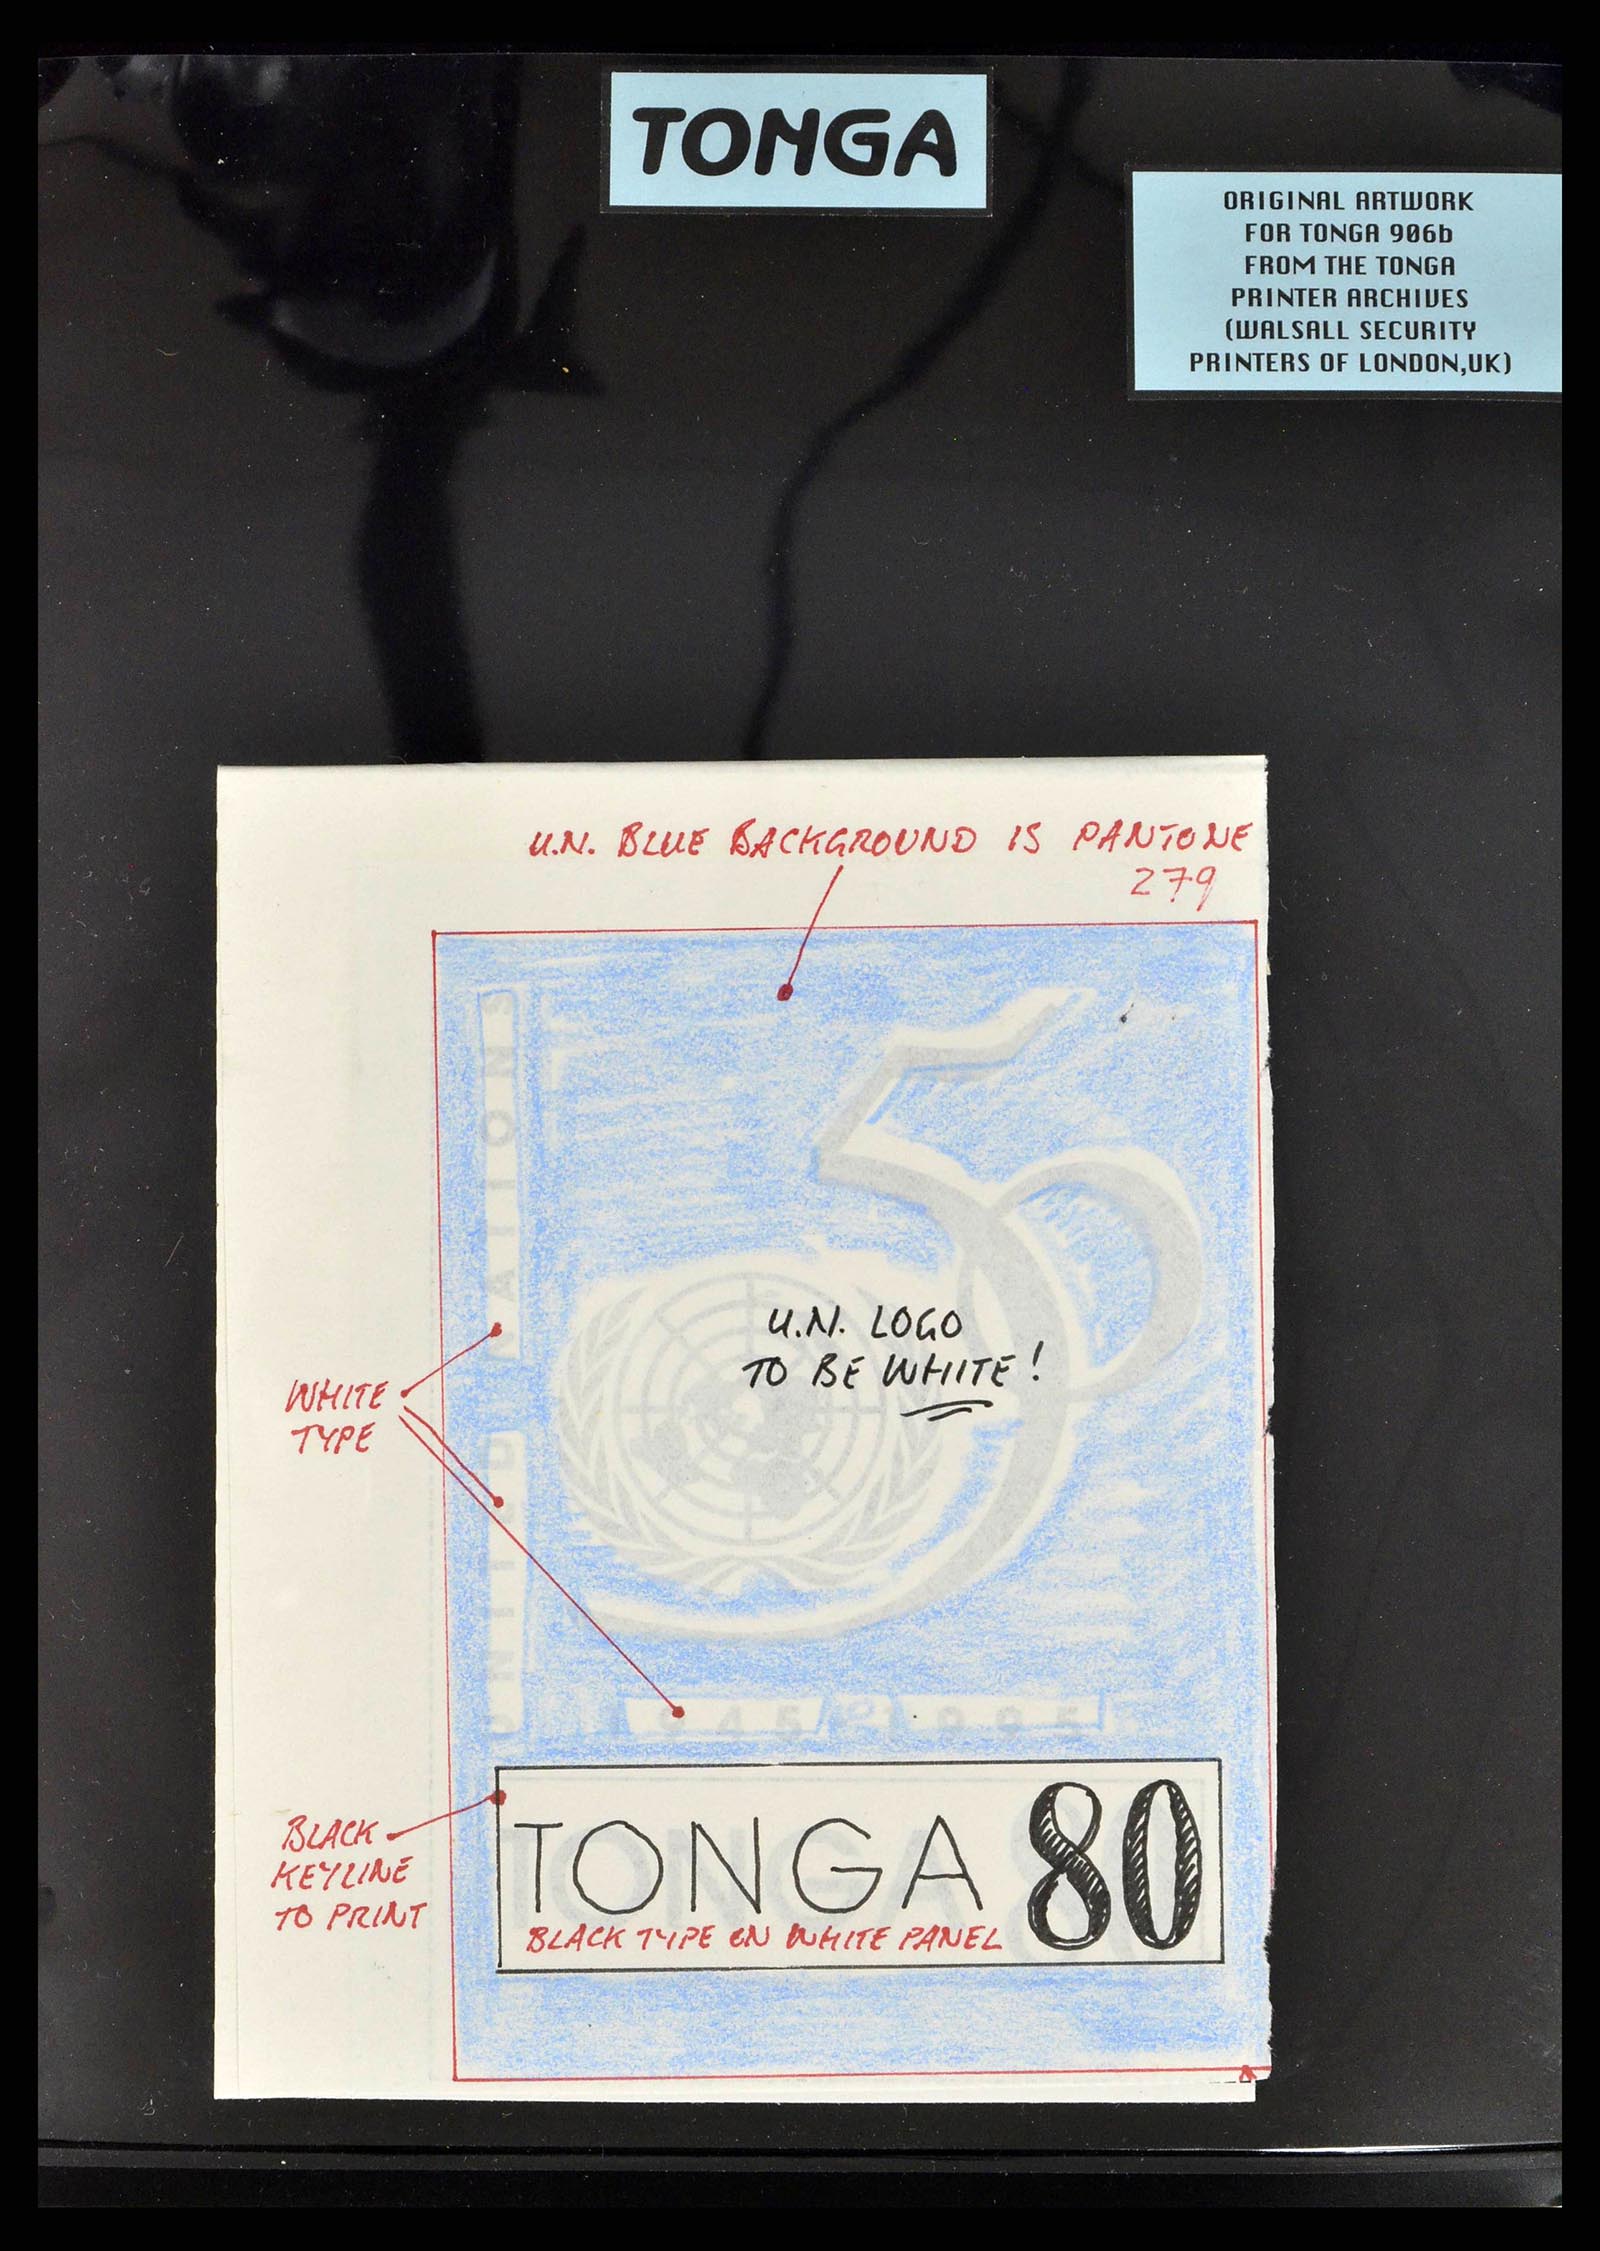 TONGA
ORIGINAL ARTWORK
FOR TONGA 906b
FROM THE TONGA
PRINTER ARCHIVES
(WALSALL SECURITY
PRINTERS OF LONDON,UK)
U.N. BLUE BACKGROUND IS PANTONE
279
50
U.N. LOGO
TO BE WHITE!
WHITE
TYPE
UNITED NATIONS
1945 1995
BLACK
KEYLINE
TO PRINT
TONGA 80
BLACK TYPE ON WHITE PANEL